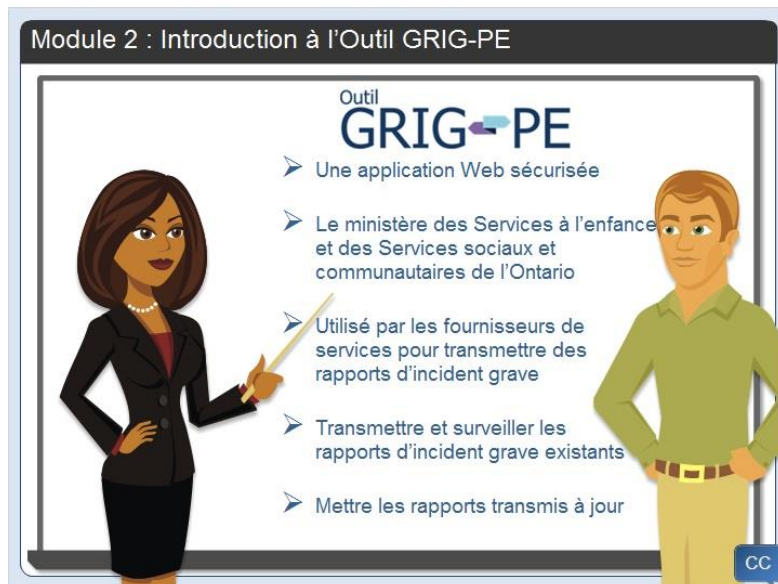 Module 2 : Introduction à l'Outil GRIG-PE
Outil
GRIG-PE
Une application Web sécurisée
Le ministère des Services à l'enfance
et des Services sociaux et
communautaires de l'Ontario
Utilisé par les fournisseurs de
services pour transmettre des
rapports d'incident grave
Transmettre et surveiller les
rapports d'incident grave existants
Mettre les rapports transmis à jour
CC